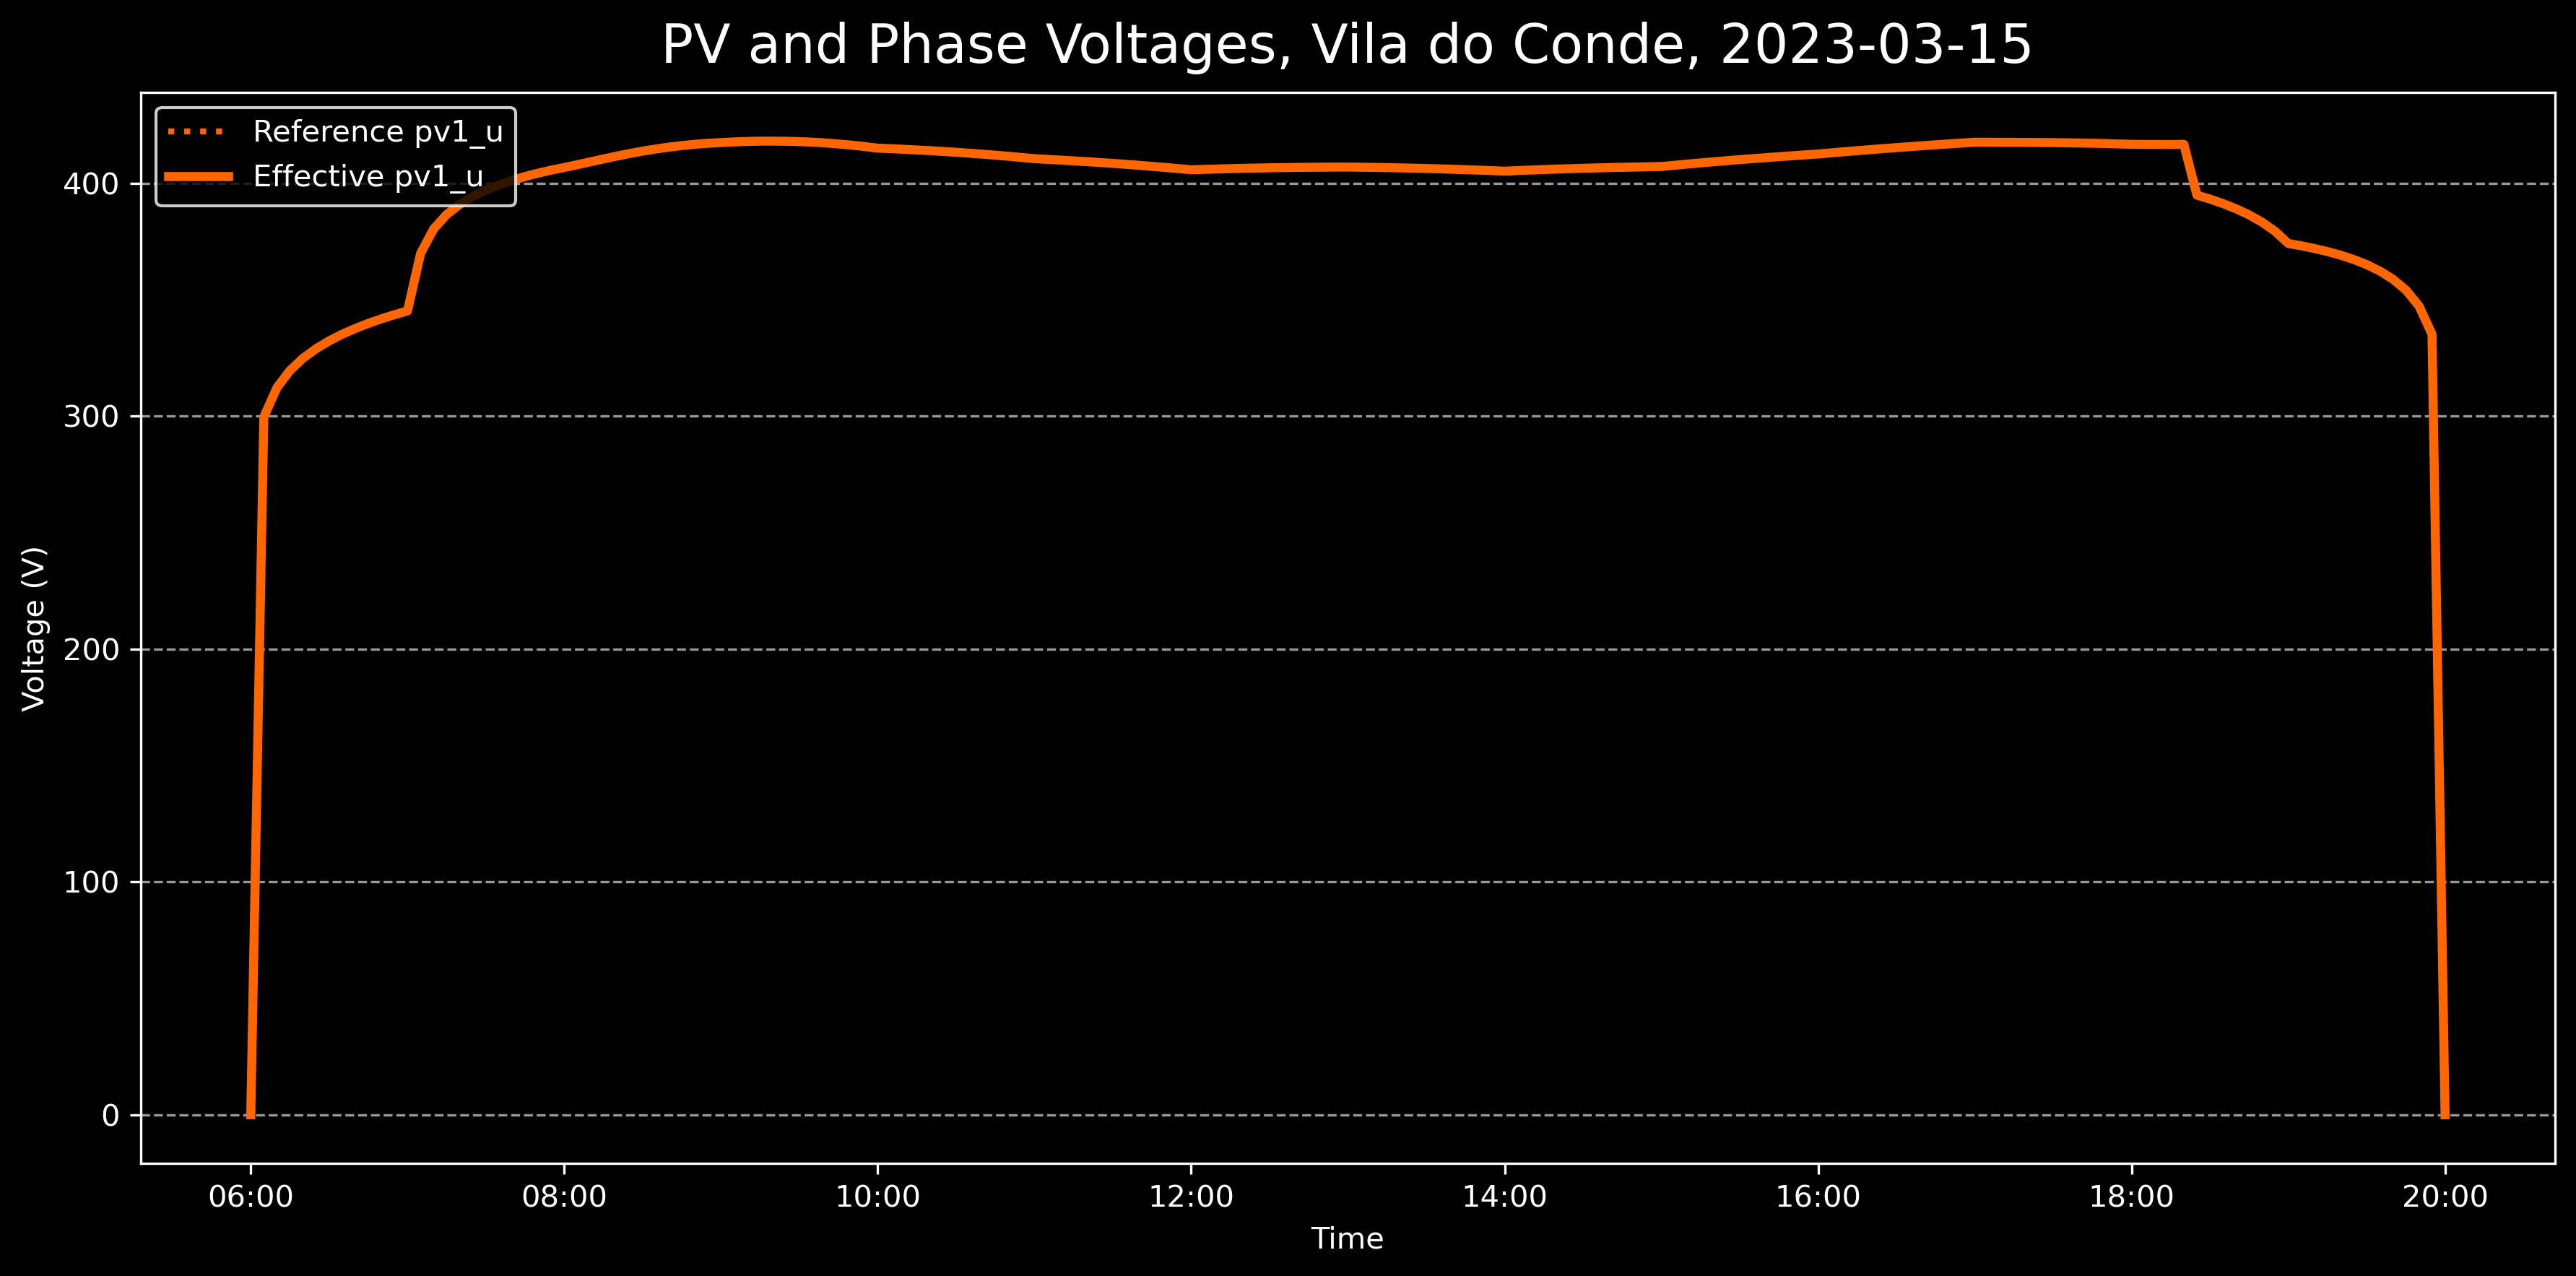 PV and Phase Voltages, Vila do Conde, 2023-03-15
Reference pv1_u
Effective pv1_u
Voltage (V)
400
300
200
100
0
06:00
08:00
10:00
12:00
14:00
16:00
18:00
20:00
Time